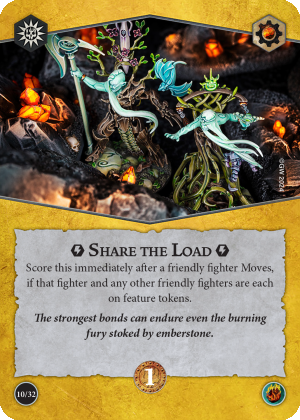 ©GW 2024
SHARE THE LOAD
Score this immediately after a friendly fighter Moves,
if that fighter and any other friendly fighters are each
on feature tokens.
The strongest bonds can endure even the burning
fury stoked by emberstone.
1
10/32